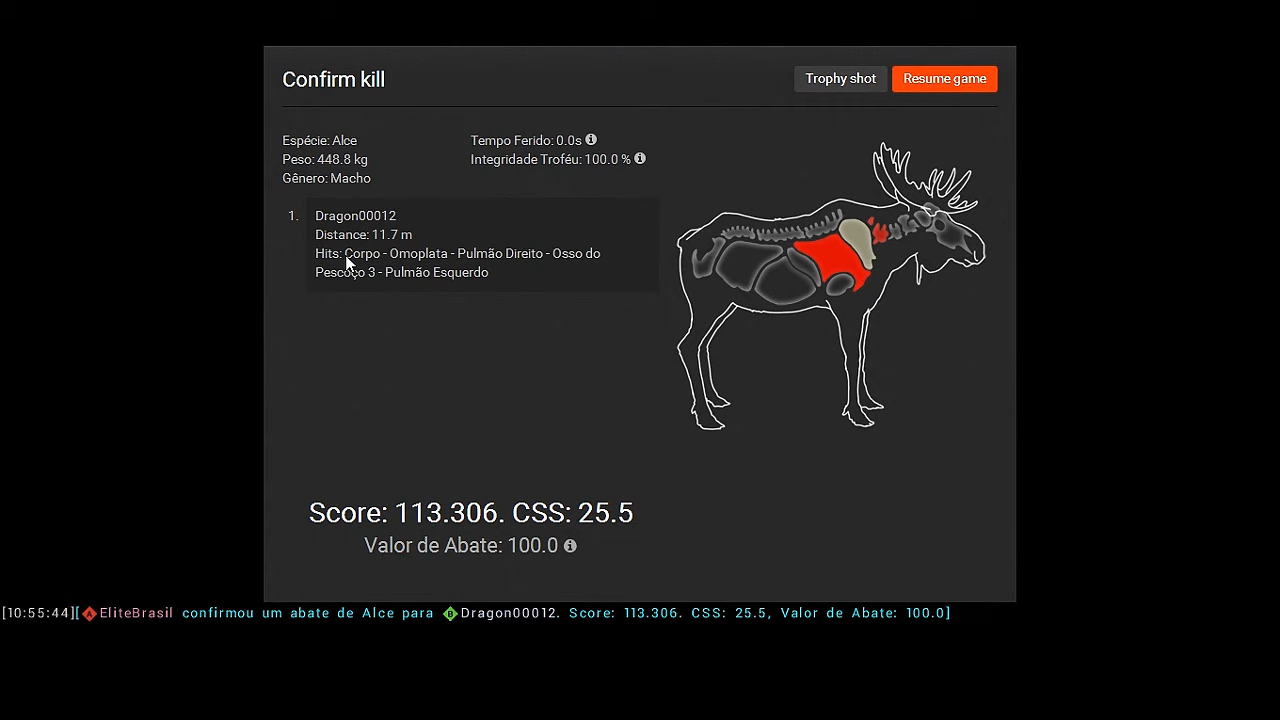 Confirm kill
Trophy shot
Resume game
Espécie: Alce
Tempo Ferido: 0.0s
Peso: 448.8 kg
Integridade Troféu: 100.0 %
Gênero: Macho
1.
Dragon00012
Distance: 11.7 m
Hits: Corpo - Omoplata - Pulmão Direito - Osso do
Pescoço 3 - Pulmão Esquerdo
Score: 113.306. CSS: 25.5
Valor de Abate: 100.0
[10:55:44][ A EliteBrasil confirmou um abate de Alce para B Dragon00012. Score: 113.306. CSS: 25.5, Valor de Abate: 100.0]